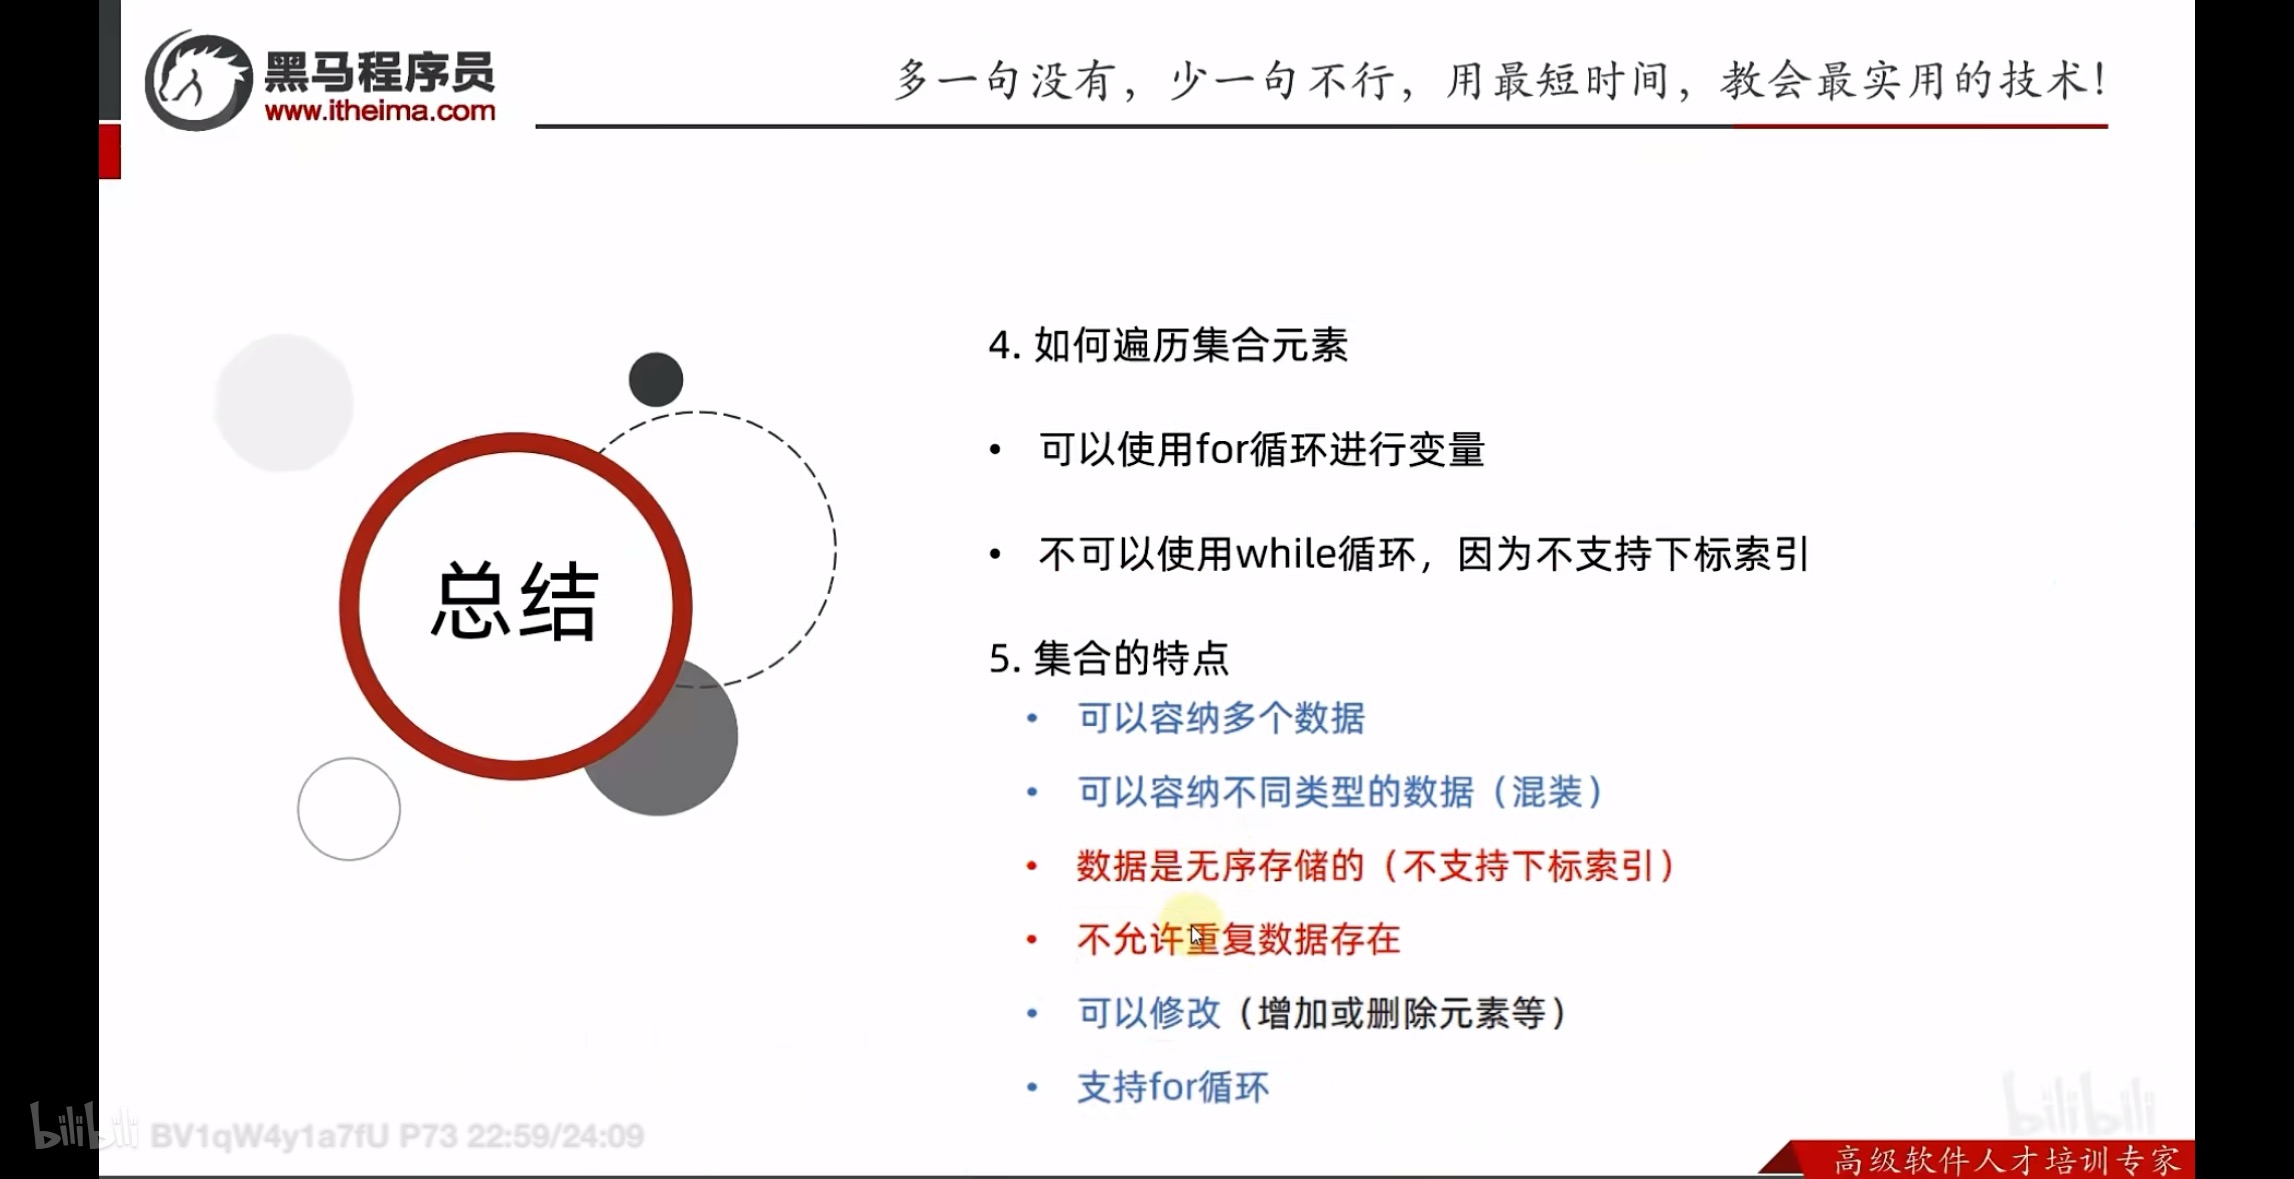 黑马程序员
www.itheima.com
多一句没有，少一句不行，用最短时间，教会最实用的技术！
总结
4. 如何遍历集合元素
• 可以使用for循环进行变量
• 不可以使用while循环，因为不支持下标索引
5. 集合的特点
• 可以容纳多个数据
• 可以容纳不同类型的数据（混装）
• 数据是无序存储的（不支持下标索引）
• 不允许重复数据存在
• 可以修改（增加或删除元素等）
• 支持for循环
bilibili BV1qW4y1a7fU P73 22:59/24:09
bilibili
高级软件人才培训专家